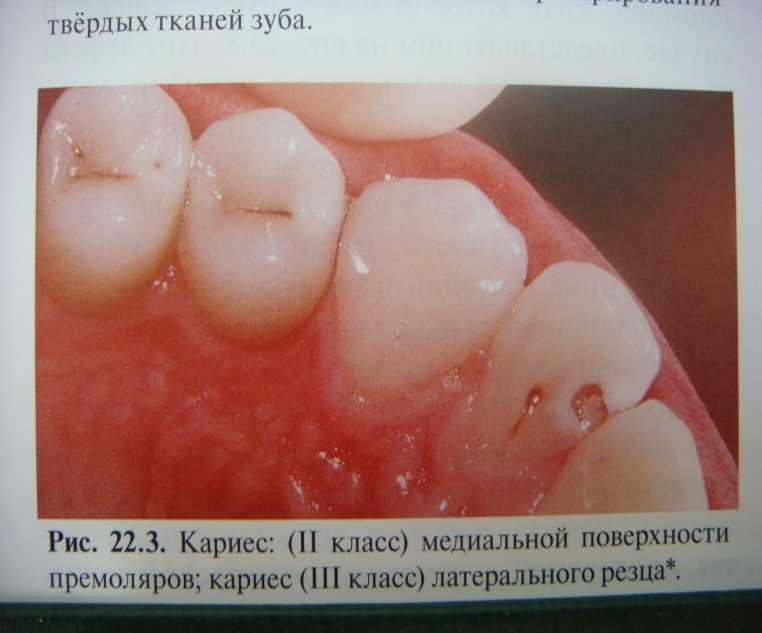 твёрдых тканей зуба.
Рис. 22.3. Кариес: (II класс) медиальной поверхности
премоляров; кариес (III класс) латерального резца*.